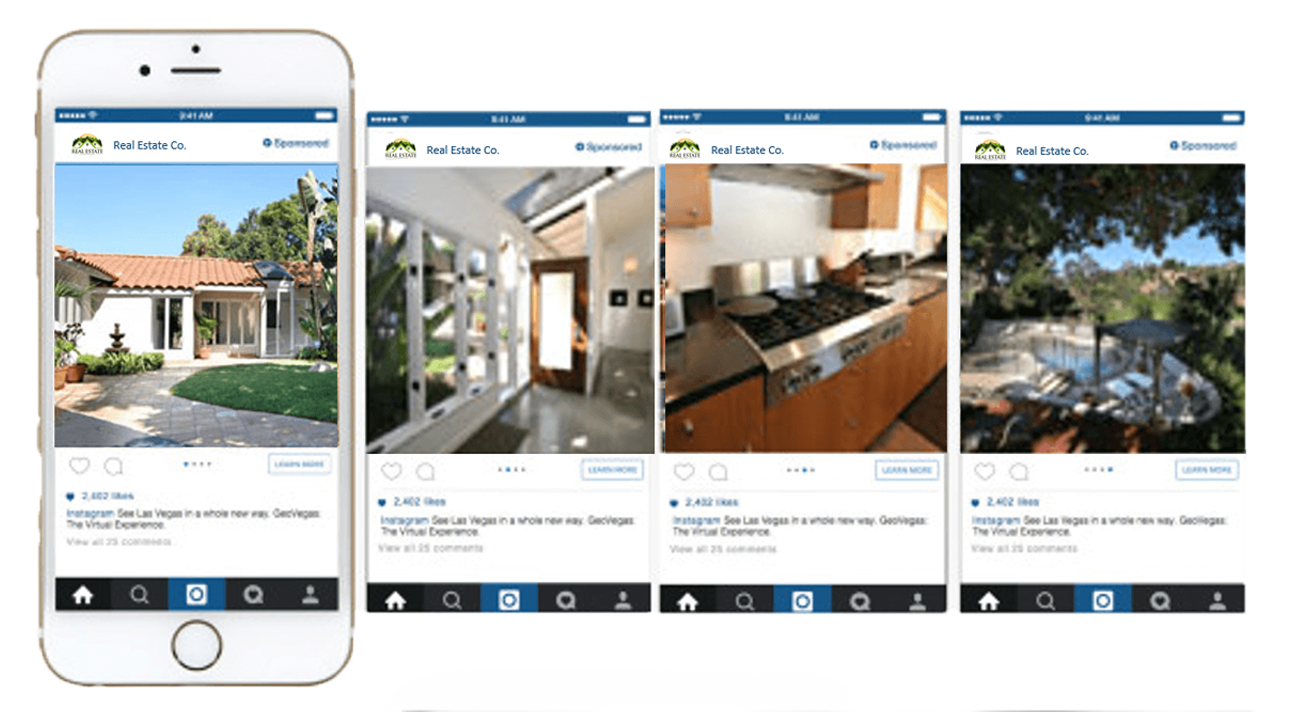 9:41 AM
REAL ESTATE
Real Estate Co.
Sponsored
LEARN MORE
2,402 likes
Instagram See Las Vegas in a whole new way. GeoVegas:
The Virtual Experience.
View all 25 comments
9:41 AM
REAL ESTATE
Real Estate Co.
Sponsored
LEARN MORE
2,402 likes
Instagram See Las Vegas in a whole new way. GeoVegas:
The Virtual Experience.
View all 25 comments
9:41 AM
REAL ESTATE
Real Estate Co.
Sponsored
LEARN MORE
2,402 likes
Instagram See Las Vegas in a whole new way. GeoVegas:
The Virtual Experience.
View all 25 comments
9:41 AM
REAL ESTATE
Real Estate Co.
Sponsored
LEARN MORE
2,402 likes
Instagram See Las Vegas in a whole new way. GeoVegas:
The Virtual Experience.
View all 25 comments